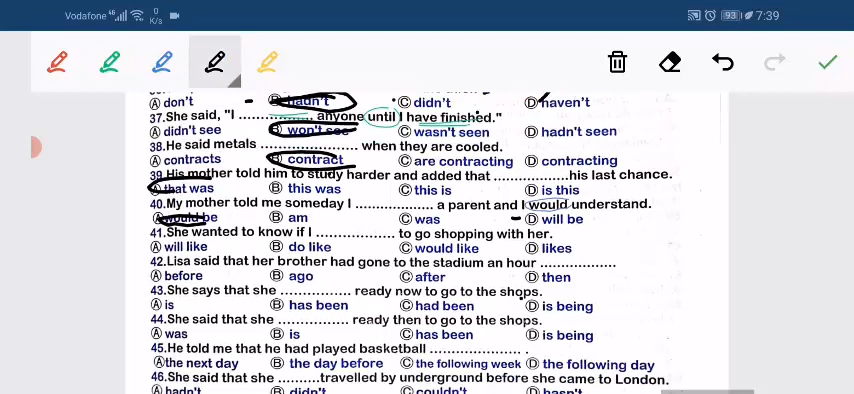 Vodafone 4G 0 K/s 93 7:39
Ⓐ don't Ⓑ hadn't Ⓒ didn't Ⓓ haven't
37.She said, "I ................. anyone until I have finished."
Ⓐ didn't see Ⓑ won't see Ⓒ wasn't seen Ⓓ hadn't seen
38.He said metals ..................... when they are cooled.
Ⓐ contracts Ⓑ contract Ⓒ are contracting Ⓓ contracting
39.His mother told him to study harder and added that ................ his last chance.
Ⓐ that was Ⓑ this was Ⓒ this is Ⓓ is this
40.My mother told me someday I ................. a parent and I would understand.
Ⓐ would be Ⓑ am Ⓒ was Ⓓ will be
41.She wanted to know if I ................. to go shopping with her.
Ⓐ will like Ⓑ do like Ⓒ would like Ⓓ likes
42.Lisa said that her brother had gone to the stadium an hour ................
Ⓐ before Ⓑ ago Ⓒ after Ⓓ then
43.She says that she ............... ready now to go to the shops.
Ⓐ is Ⓑ has been Ⓒ had been Ⓓ is being
44.She said that she ............... ready then to go to the shops.
Ⓐ was Ⓑ is Ⓒ has been Ⓓ is being
45.He told me that he had played basketball ................... .
Ⓐ the next day Ⓑ the day before Ⓒ the following week Ⓓ the following day
46.She said that she .........travelled by underground before she came to London.
Ⓐ hadn't Ⓑ didn't Ⓒ couldn't Ⓓ hasn't